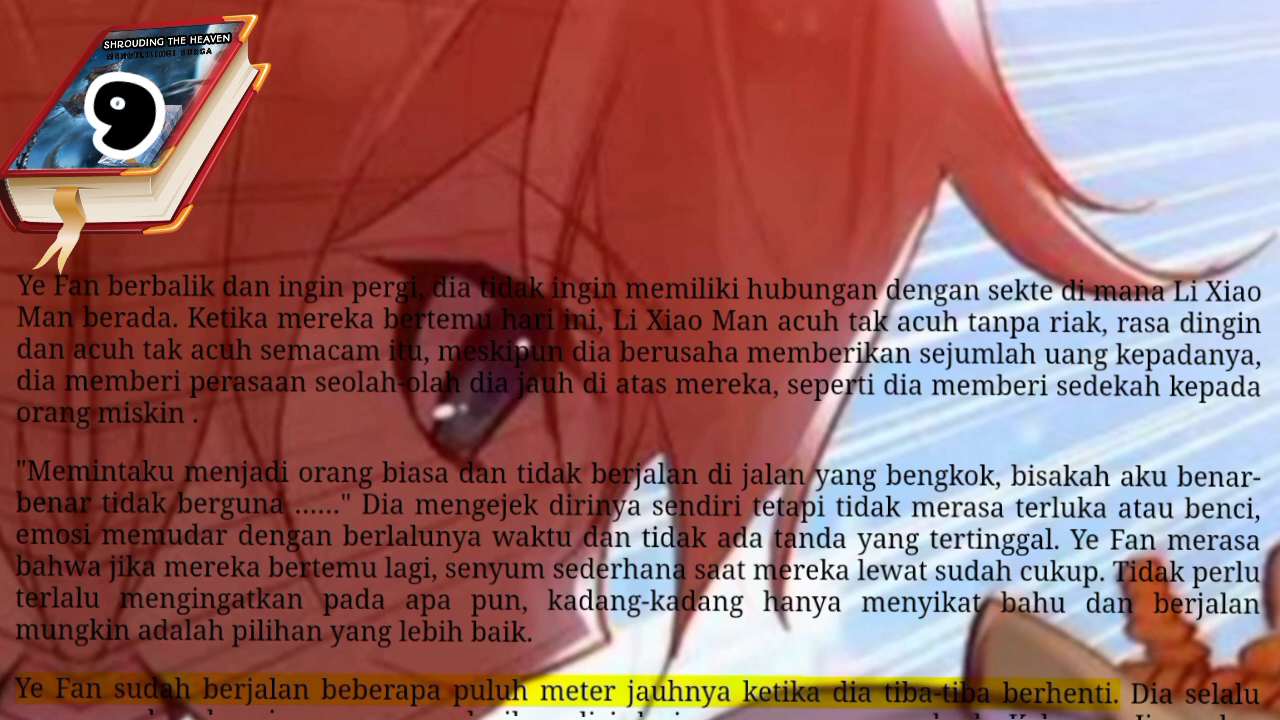 SHROUDING THE HEAVEN
9
Ye Fan berbalik dan ingin pergi, dia tidak ingin memiliki hubungan dengan sekte di mana Li Xiao
Man berada. Ketika mereka bertemu hari ini, Li Xiao Man acuh tak acuh tanpa riak, rasa dingin
dan acuh tak acuh semacam itu, meskipun dia berusaha memberikan sejumlah uang kepadanya,
dia memberi perasaan seolah-olah dia jauh di atas mereka, seperti dia memberi sedekah kepada
orang miskin .
"Memintaku menjadi orang biasa dan tidak berjalan di jalan yang bengkok, bisakah aku benar-
benar tidak berguna ......" Dia mengejek dirinya sendiri tetapi tidak merasa terluka atau benci,
emosi memudar dengan berlalunya waktu dan tidak ada tanda yang tertinggal. Ye Fan merasa
bahwa jika mereka bertemu lagi, senyum sederhana saat mereka lewat sudah cukup. Tidak perlu
terlalu mengingatkan pada apa pun, kadang-kadang hanya menyikat bahu dan berjalan
mungkin adalah pilihan yang lebih baik.
Ye Fan sudah berjalan beberapa puluh meter jauhnya ketika dia tiba-tiba berhenti. Dia selalu